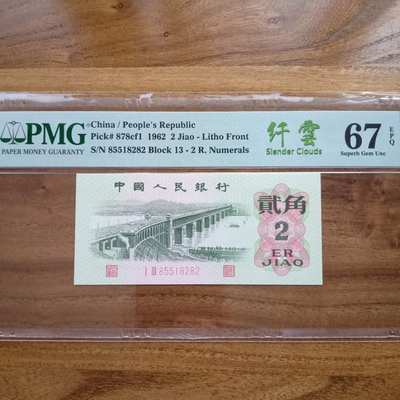 PMG
PAPER MONEY GUARANTY
China / People's Republic
Pick# 878cf1 1962 2 Jiao - Litho Front
S/N 85518282 Block 13 - 2 R. Numerals
纤雲
Slender Clouds
67 EPQ
Superb Gem Unc
中國人民銀行
貳角
2
ER
JIAO
I III 85518282